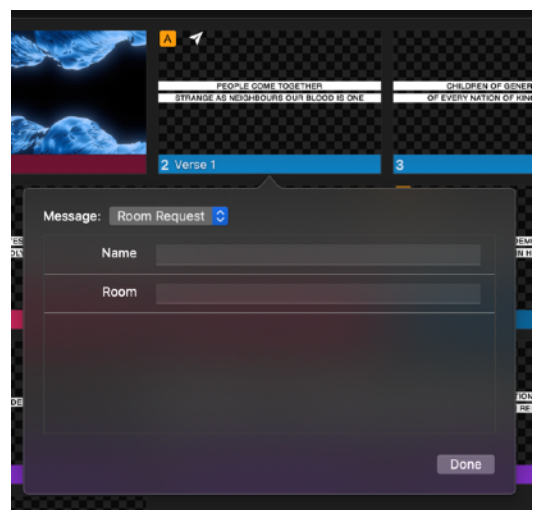 A
PEOPLE COME TOGETHER
STRANGE AS NEIGHBOURS OUR BLOOD IS ONE
CHILDREN OF GENER
OF EVERY NATION OF KIN
2 Verse 1
3
Message: Room Request
Name
Room
Done